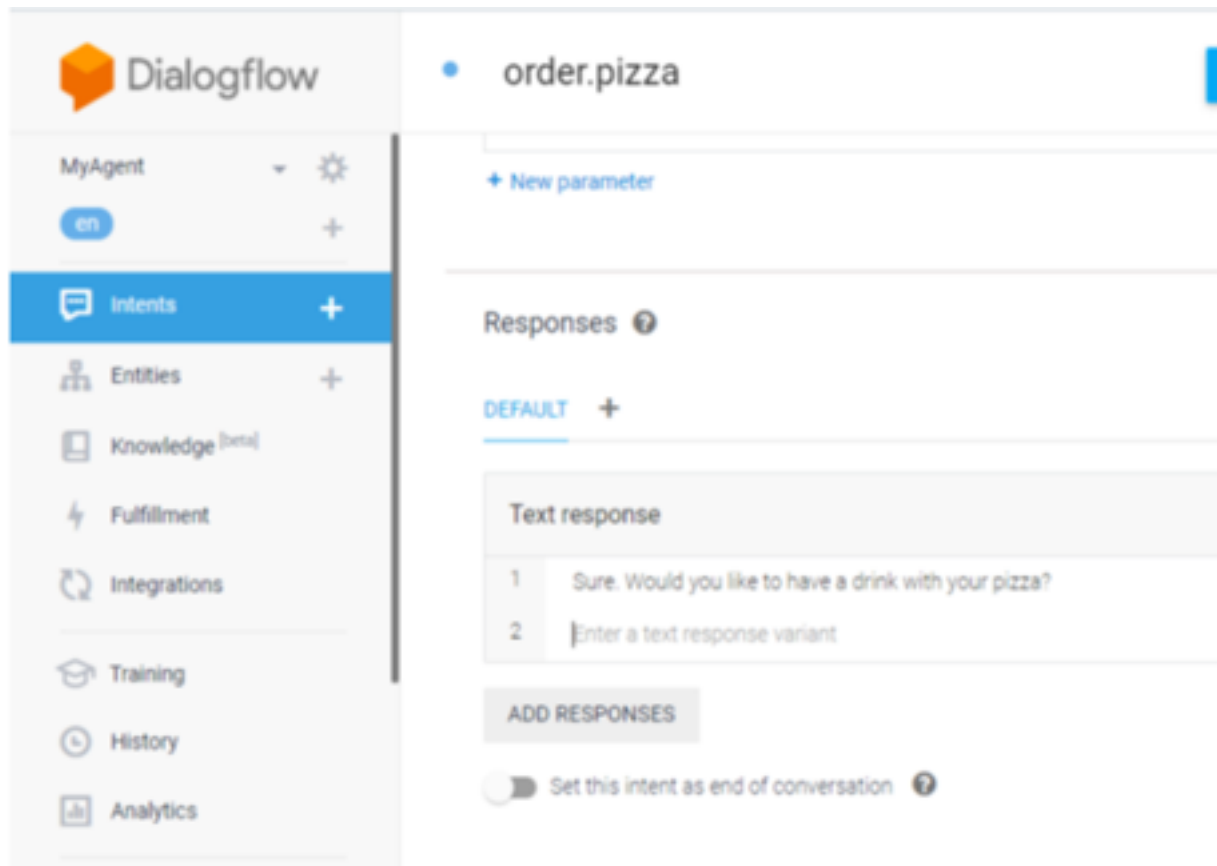 Dialogflow
order.pizza
MyAgent
en
Intents
Entities
Knowledge [beta]
Fulfillment
Integrations
Training
History
Analytics
+ New parameter
Responses
DEFAULT +
Text response
1 Sure. Would you like to have a drink with your pizza?
2 Enter a text response variant
ADD RESPONSES
Set this intent as end of conversation